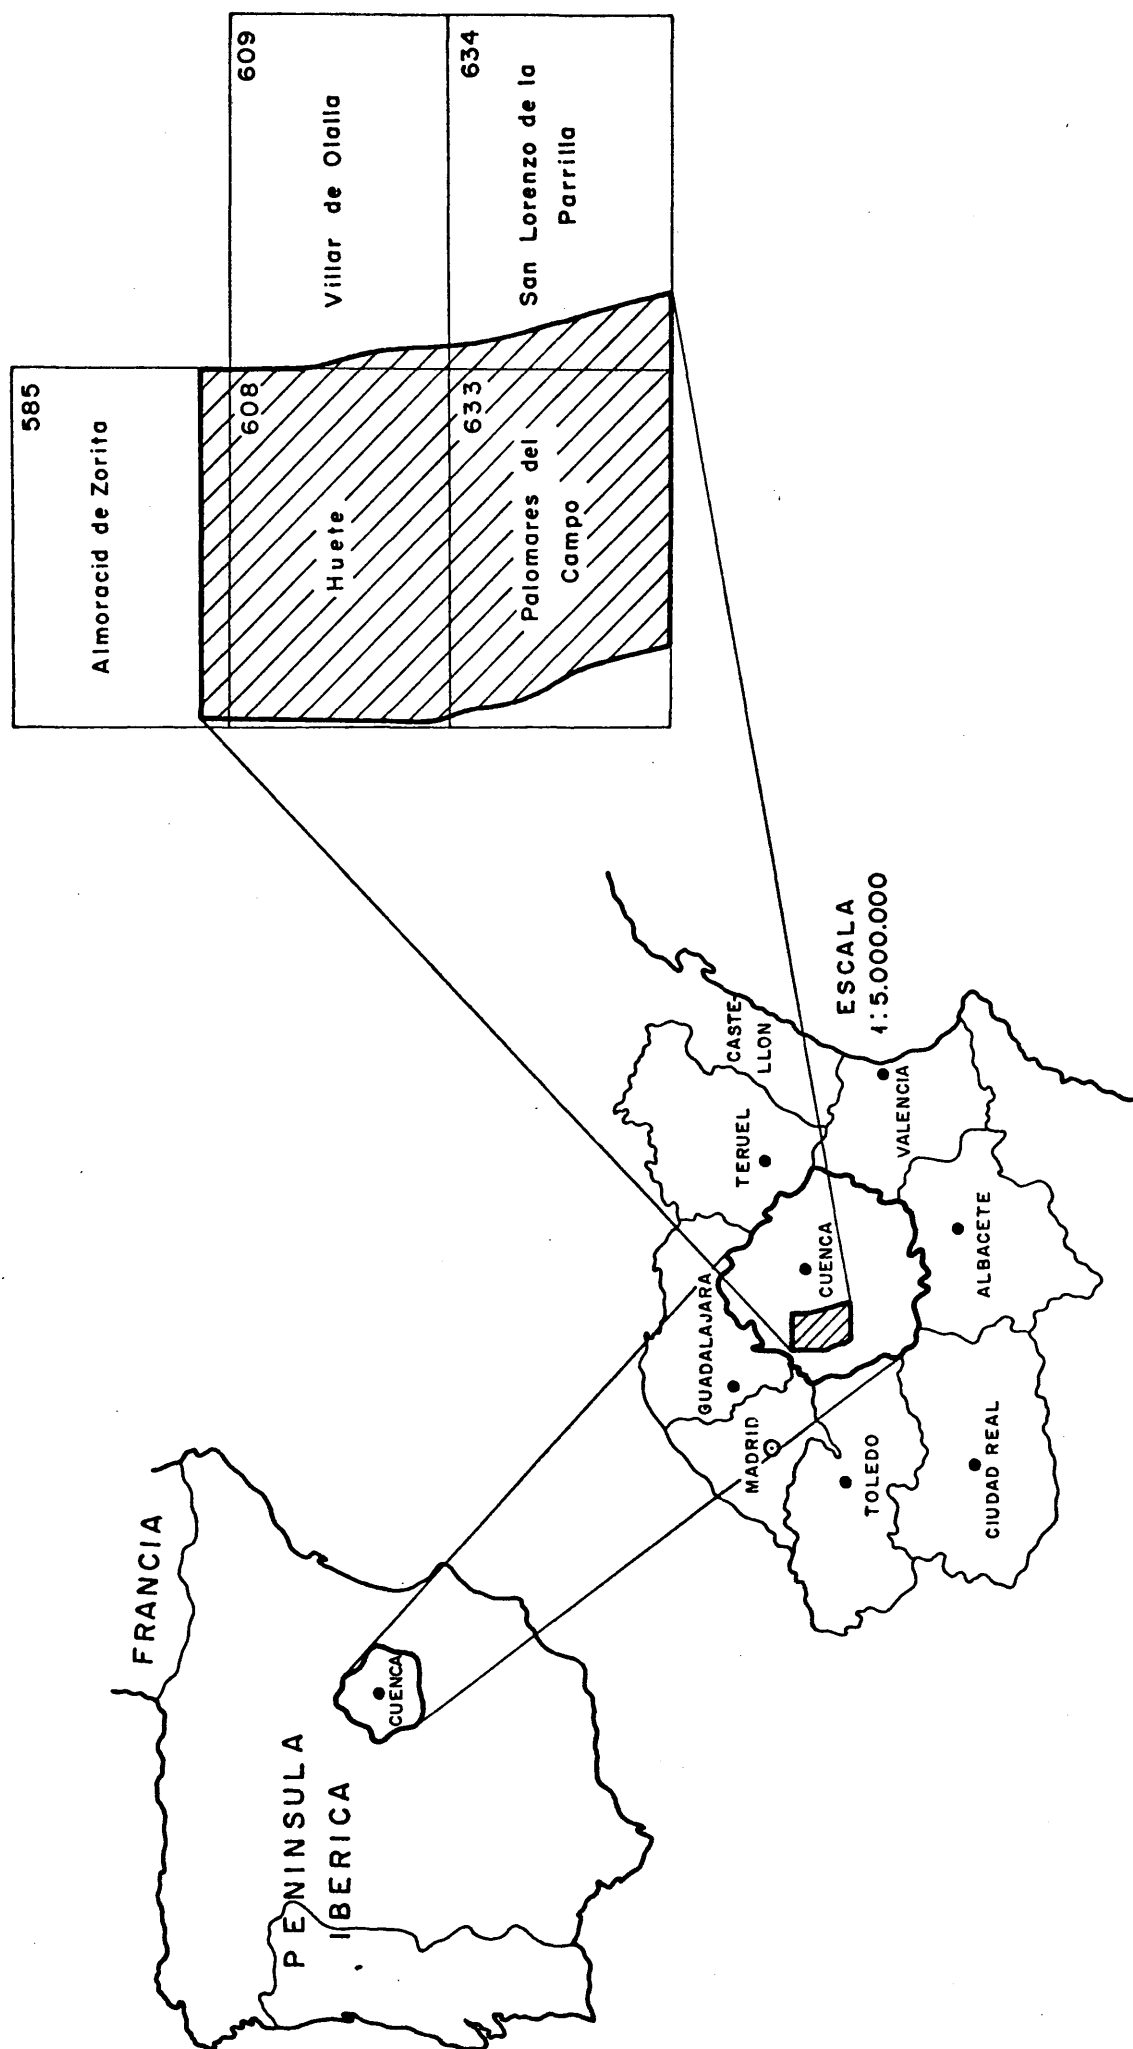 FRANCIA
PENINSULA
IBERICA
CUENCA
GUADALAJARA
MADRID
TOLEDO
CIUDAD REAL
TERUEL
CASTE-
LLON
CUENCA
VALENCIA
ALBACETE
ESCALA
1:5.000.000
585
Almoracid de Zorita
608
Huete
609
Villar de Olalla
633
Palomares del
Campo
634
San Lorenzo de la
Parrilla